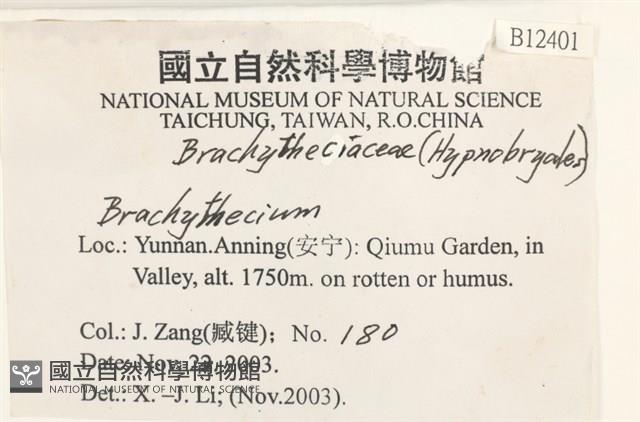 B12401
國立自然科學博物館
NATIONAL MUSEUM OF NATURAL SCIENCE
TAICHUNG, TAIWAN, R.O.CHINA
Brachytheciaceae (Hypnobryales)
Brachythecium
Loc.: Yunnan.Anning(安宁): Qiumu Garden, in
Valley, alt. 1750m. on rotten or humus.
Col.: J. Zang(臧键); No. 180
Date: Nov. 22, 2003.
國立自然科學博物館
NATIONAL MUSEUM OF NATURAL SCIENCE
Det.: X. –J. Li; (Nov.2003).